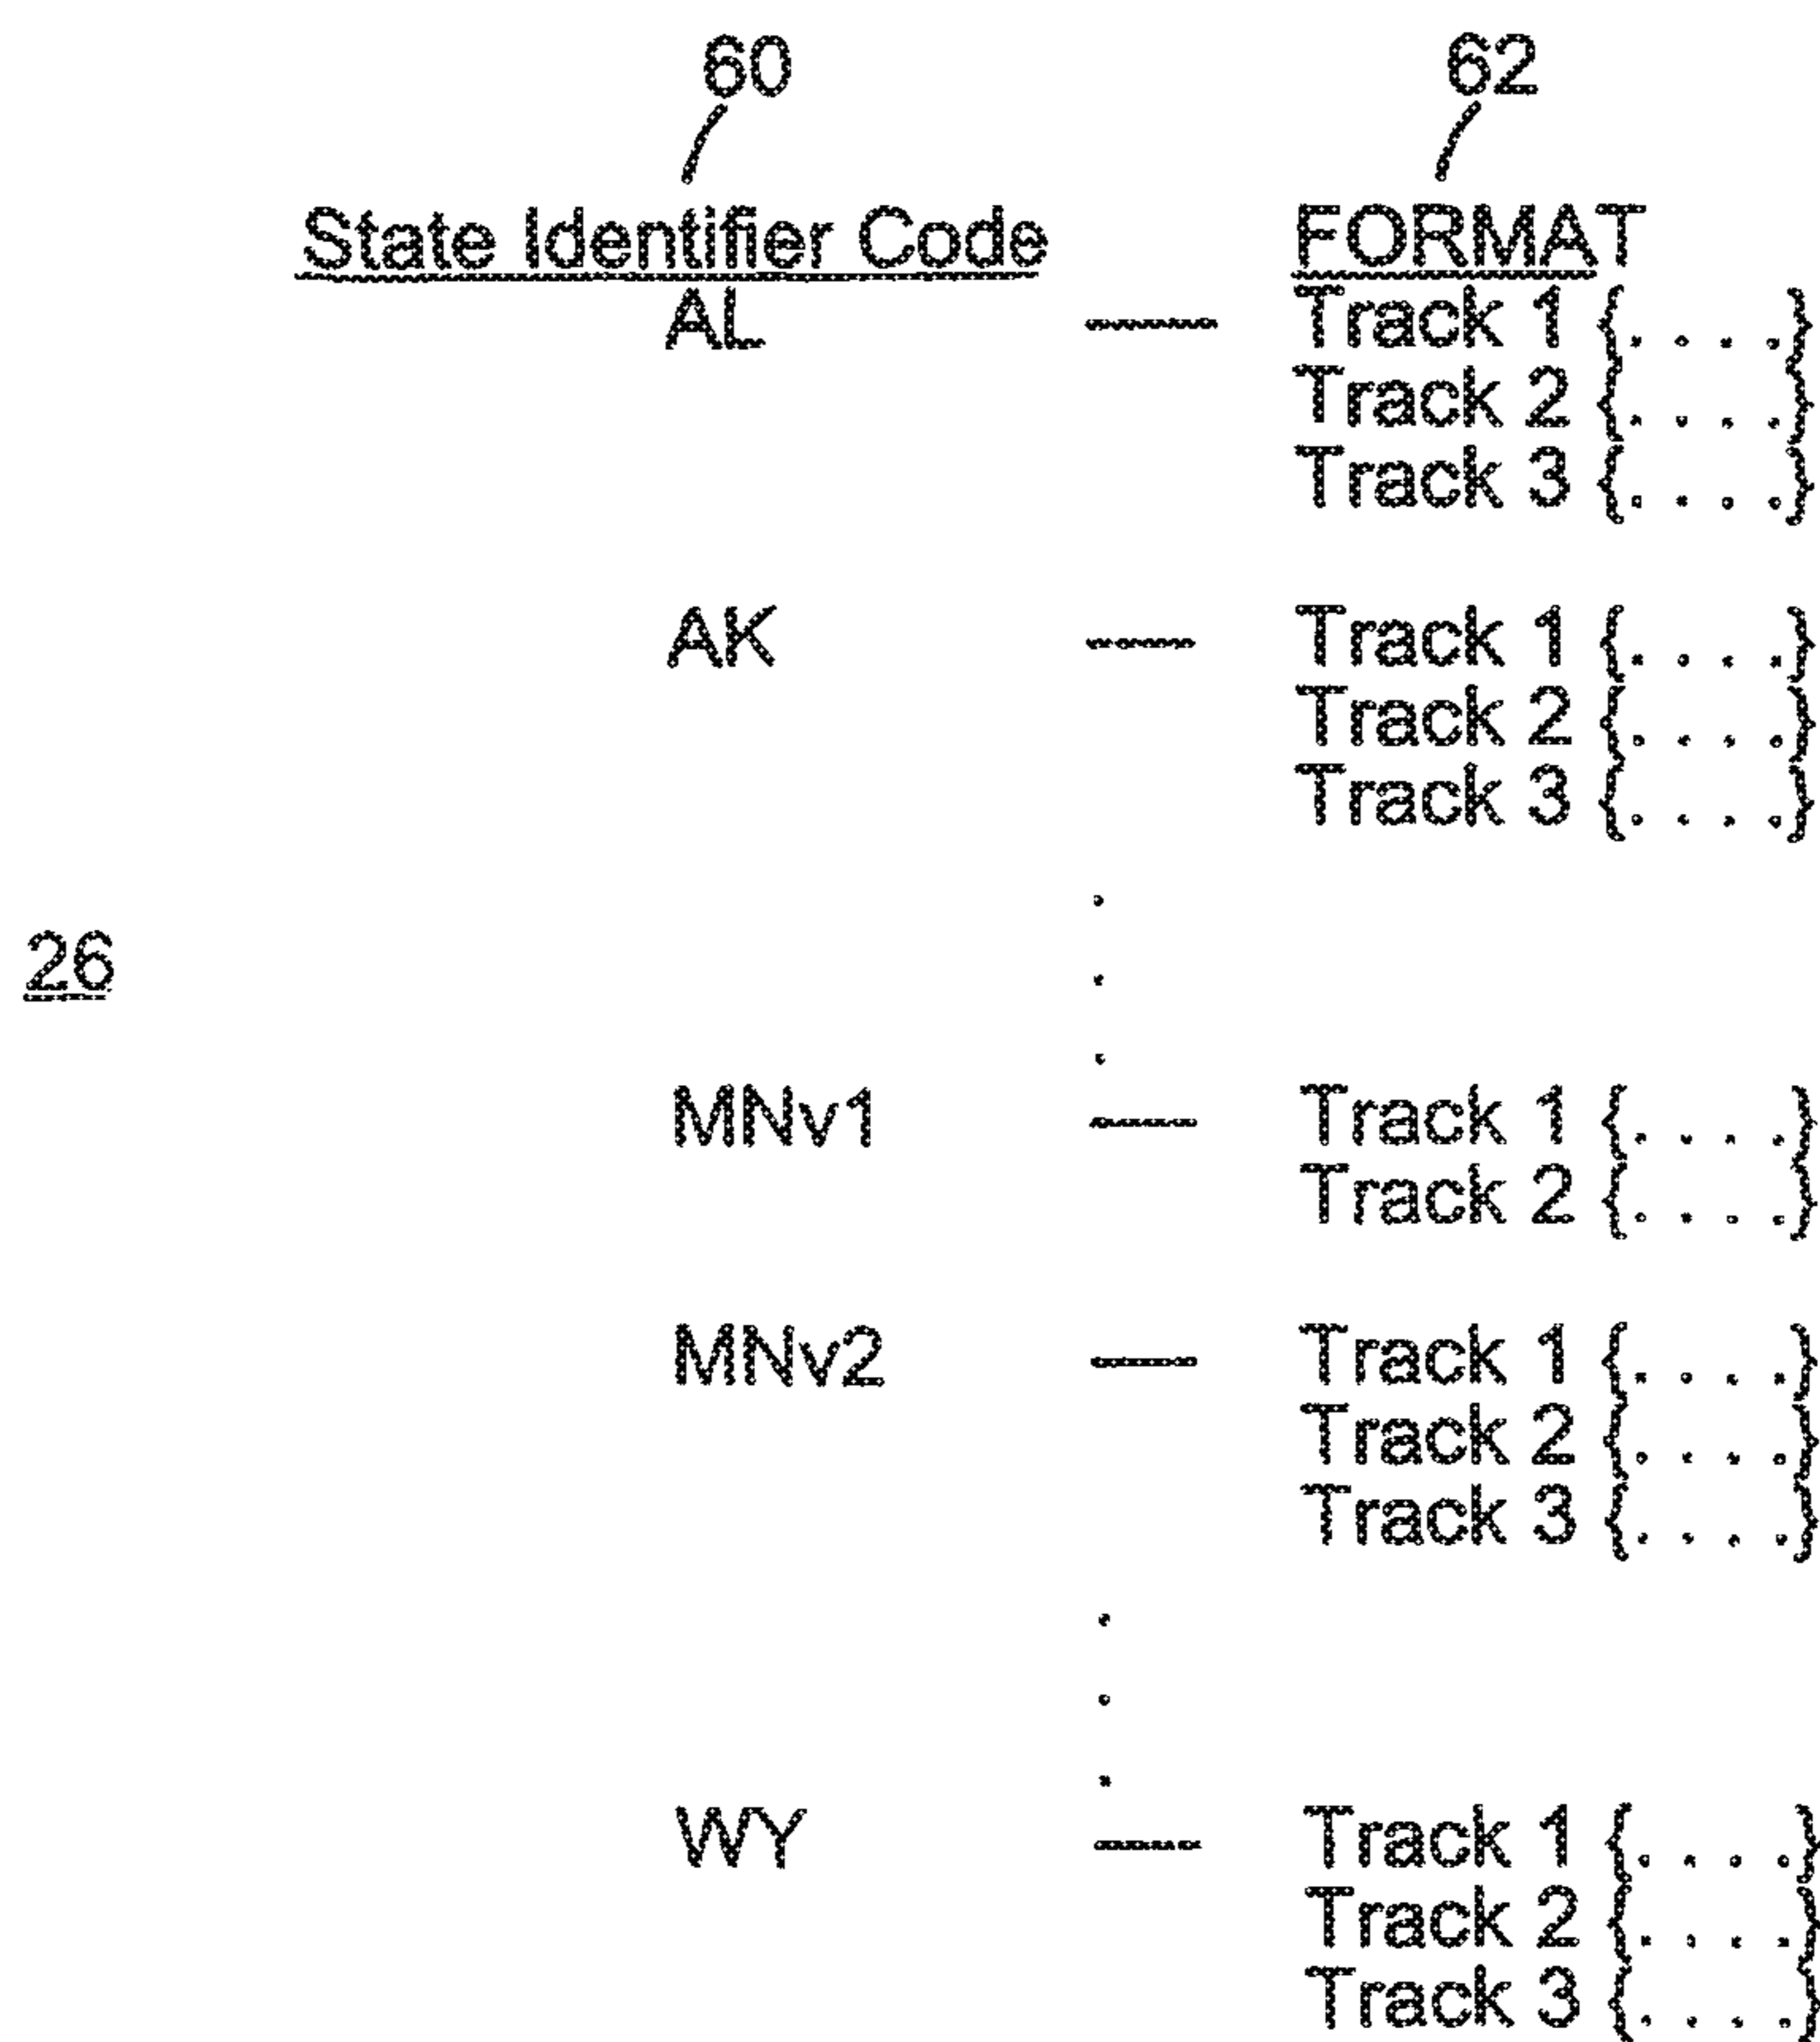 60 62
State Identifier Code FORMAT
AL — Track 1 {. . . .}
Track 2 {. . . .}
Track 3 {. . . .}
AK — Track 1 {. . . .}
Track 2 {. . . .}
Track 3 {. . . .}
.
26 .
.
MNv1 — Track 1 {. . . .}
Track 2 {. . . .}
MNv2 — Track 1 {. . . .}
Track 2 {. . . .}
Track 3 {. . . .}
.
.
.
WY — Track 1 {. . . .}
Track 2 {. . . .}
Track 3 {. . . .}